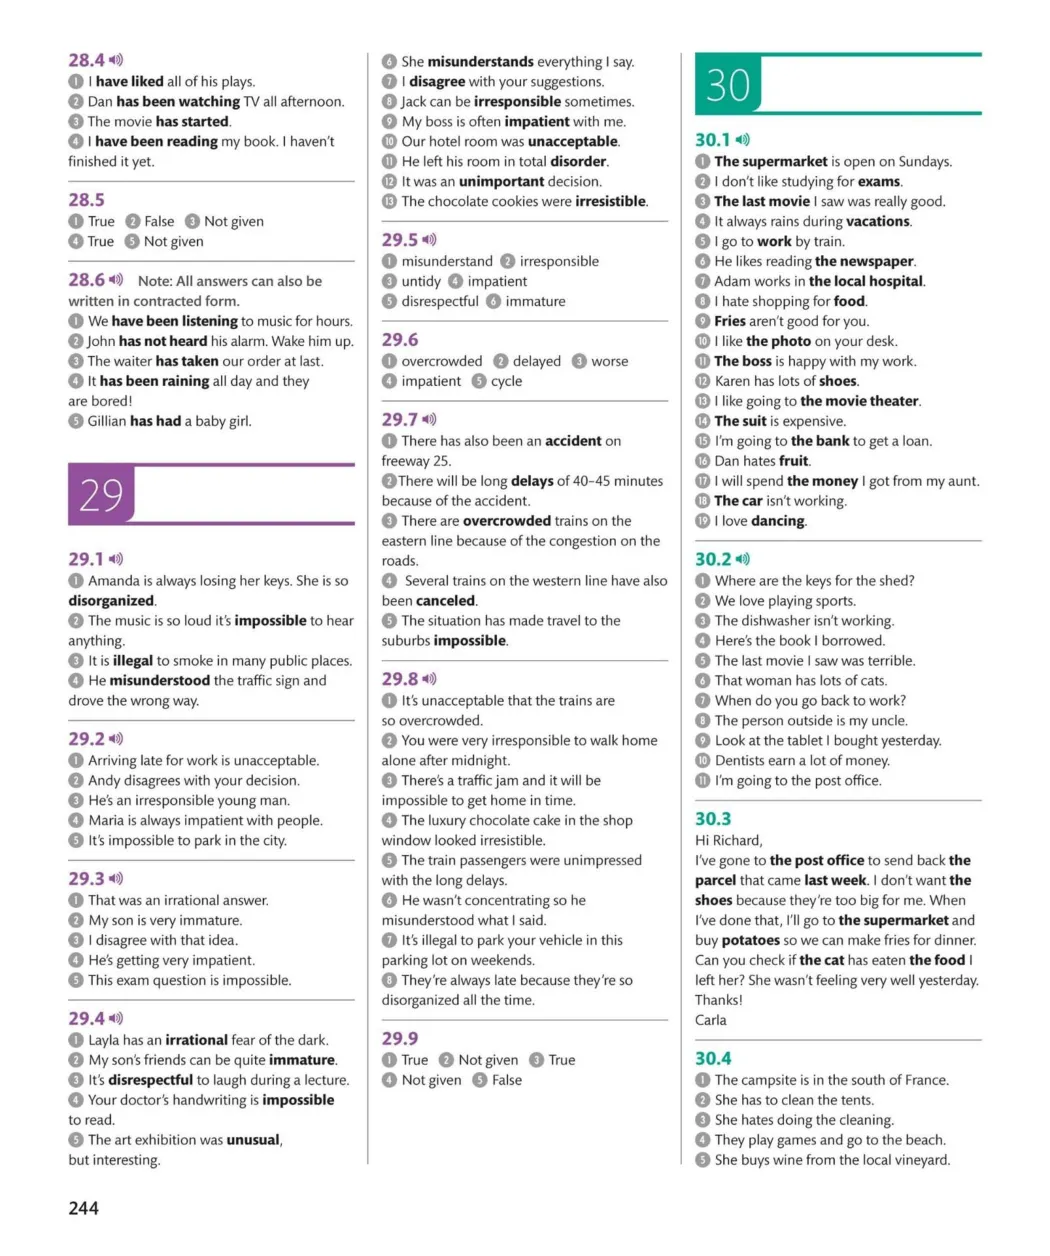 28.4
1 I have liked all of his plays.
2 Dan has been watching TV all afternoon.
3 The movie has started.
4 I have been reading my book. I haven't
finished it yet.
28.5
1 True 2 False 3 Not given
4 True 5 Not given
28.6 Note: All answers can also be
written in contracted form.
1 We have been listening to music for hours.
2 John has not heard his alarm. Wake him up.
3 The waiter has taken our order at last.
4 It has been raining all day and they
are bored!
5 Gillian has had a baby girl.
29
29.1
1 Amanda is always losing her keys. She is so
disorganized.
2 The music is so loud it's impossible to hear
anything.
3 It is illegal to smoke in many public places.
4 He misunderstood the traffic sign and
drove the wrong way.
29.2
1 Arriving late for work is unacceptable.
2 Andy disagrees with your decision.
3 He's an irresponsible young man.
4 Maria is always impatient with people.
5 It's impossible to park in the city.
29.3
1 That was an irrational answer.
2 My son is very immature.
3 I disagree with that idea.
4 He's getting very impatient.
5 This exam question is impossible.
29.4
1 Layla has an irrational fear of the dark.
2 My son's friends can be quite immature.
3 It's disrespectful to laugh during a lecture.
4 Your doctor's handwriting is impossible
to read.
5 The art exhibition was unusual,
but interesting.
6 She misunderstands everything I say.
7 I disagree with your suggestions.
8 Jack can be irresponsible sometimes.
9 My boss is often impatient with me.
10 Our hotel room was unacceptable.
11 He left his room in total disorder.
12 It was an unimportant decision.
13 The chocolate cookies were irresistible.
29.5
1 misunderstand 2 irresponsible
3 untidy 4 impatient
5 disrespectful 6 immature
29.6
1 overcrowded 2 delayed 3 worse
4 impatient 5 cycle
29.7
1 There has also been an accident on
freeway 25.
2 There will be long delays of 40–45 minutes
because of the accident.
3 There are overcrowded trains on the
eastern line because of the congestion on the
roads.
4 Several trains on the western line have also
been canceled.
5 The situation has made travel to the
suburbs impossible.
29.8
1 It's unacceptable that the trains are
so overcrowded.
2 You were very irresponsible to walk home
alone after midnight.
3 There's a traffic jam and it will be
impossible to get home in time.
4 The luxury chocolate cake in the shop
window looked irresistible.
5 The train passengers were unimpressed
with the long delays.
6 He wasn't concentrating so he
misunderstood what I said.
7 It's illegal to park your vehicle in this
parking lot on weekends.
8 They're always late because they're so
disorganized all the time.
29.9
1 True 2 Not given 3 True
4 Not given 5 False
30
30.1
1 The supermarket is open on Sundays.
2 I don't like studying for exams.
3 The last movie I saw was really good.
4 It always rains during vacations.
5 I go to work by train.
6 He likes reading the newspaper.
7 Adam works in the local hospital.
8 I hate shopping for food.
9 Fries aren't good for you.
10 I like the photo on your desk.
11 The boss is happy with my work.
12 Karen has lots of shoes.
13 I like going to the movie theater.
14 The suit is expensive.
15 I'm going to the bank to get a loan.
16 Dan hates fruit.
17 I will spend the money I got from my aunt.
18 The car isn't working.
19 I love dancing.
30.2
1 Where are the keys for the shed?
2 We love playing sports.
3 The dishwasher isn't working.
4 Here's the book I borrowed.
5 The last movie I saw was terrible.
6 That woman has lots of cats.
7 When do you go back to work?
8 The person outside is my uncle.
9 Look at the tablet I bought yesterday.
10 Dentists earn a lot of money.
11 I'm going to the post office.
30.3
Hi Richard,
I've gone to the post office to send back the
parcel that came last week. I don't want the
shoes because they're too big for me. When
I've done that, I'll go to the supermarket and
buy potatoes so we can make fries for dinner.
Can you check if the cat has eaten the food I
left her? She wasn't feeling very well yesterday.
Thanks!
Carla
30.4
1 The campsite is in the south of France.
2 She has to clean the tents.
3 She hates doing the cleaning.
4 They play games and go to the beach.
5 She buys wine from the local vineyard.
244